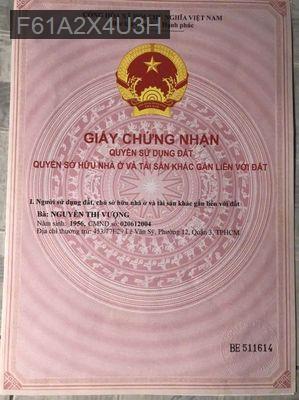 F61A2X4U3H
NGHĨA VIỆT NAM
phúc
GIẤY CHỨNG NHẬN
QUYỀN SỬ DỤNG ĐẤT
QUYỀN SỞ HỮU NHÀ Ở VÀ TÀI SẢN KHÁC GẮN LIỀN VỚI ĐẤT
I. Người sử dụng đất, chủ sở hữu nhà ở và tài sản khác gắn liền với đất
Bà: NGUYỄN THỊ VƯỢNG
Năm sinh: 1956, CMND số: 020612004
Địa chỉ thường trú: Lê Văn Sỹ, Phường 12, Quận 3, TPHCM
BE 511614